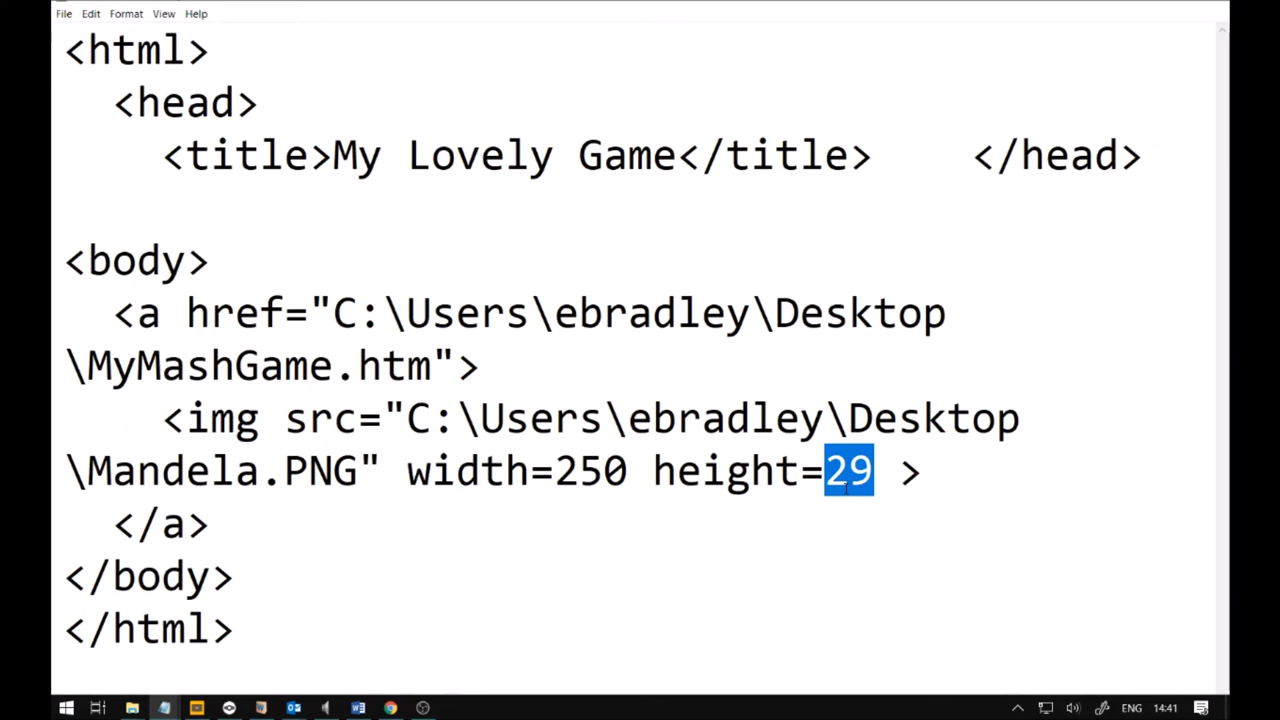 File Edit Format View Help
<html>
<head>
<title>My Lovely Game</title> </head>
<body>
<a href="C:\Users\ebradley\Desktop
\MyMashGame.htm">
<img src="C:\Users\ebradley\Desktop
\Mandela.PNG" width=250 height=29 >
</a>
</body>
</html>
ENG 14:41